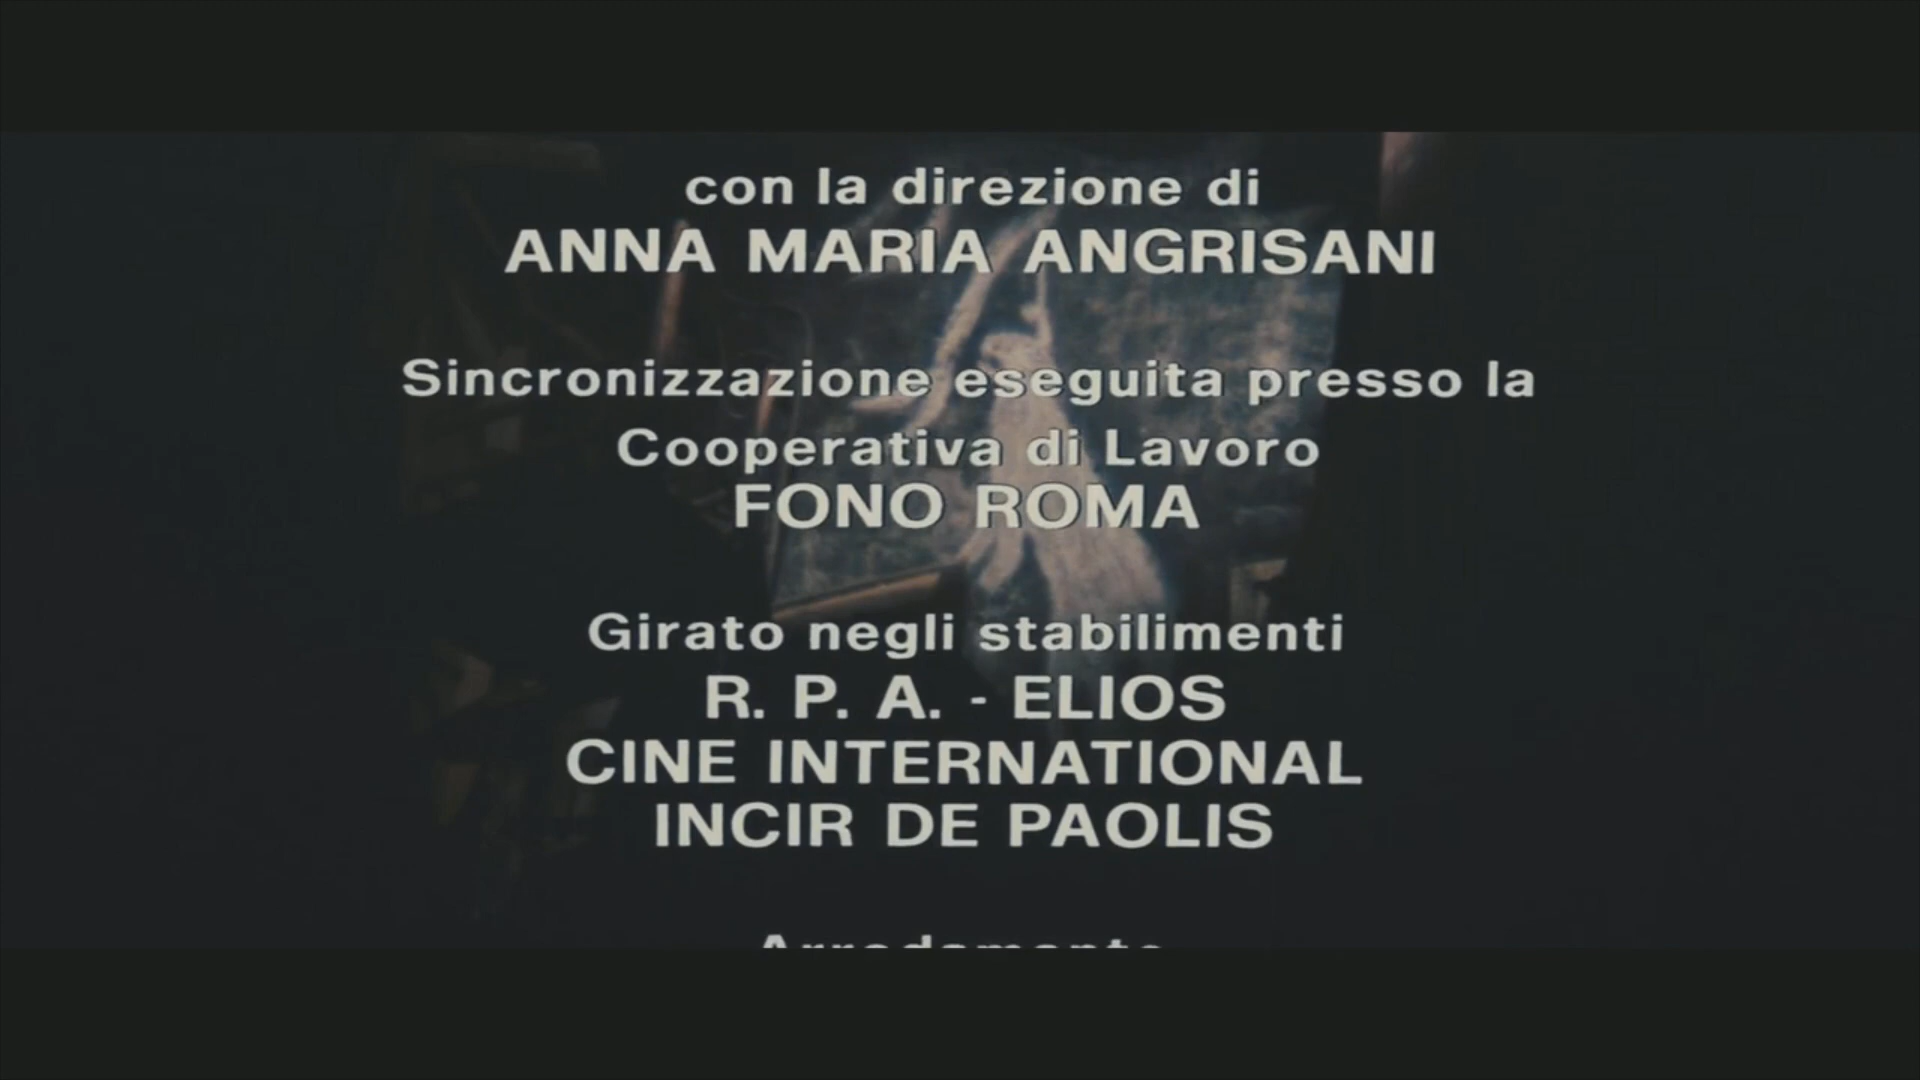 con la direzione di
ANNA MARIA ANGRISANI
Sincronizzazione eseguita presso la
Cooperativa di Lavoro
FONO ROMA
Girato negli stabilimenti
R. P. A. - ELIOS
CINE INTERNATIONAL
INCIR DE PAOLIS